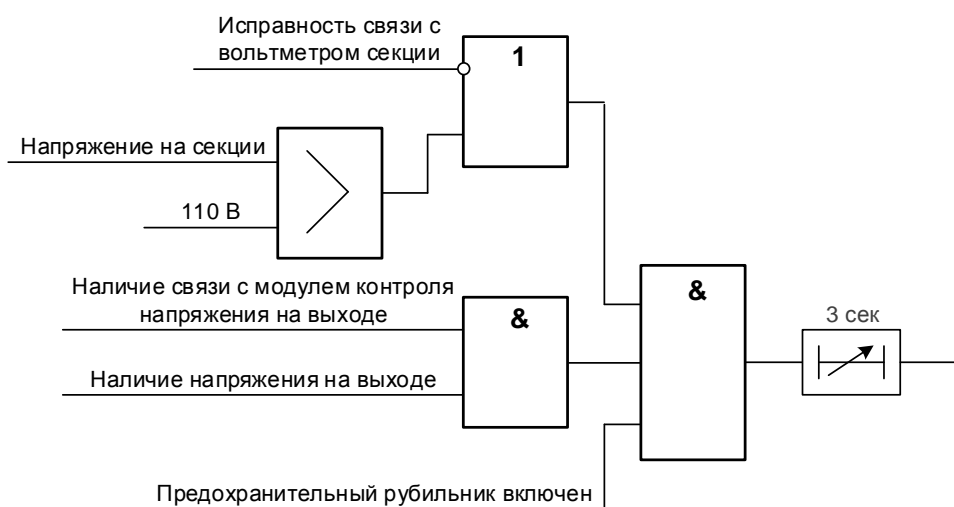 Исправность связи с
вольтметром секции
1
Напряжение на секции
110 В
Наличие связи с модулем контроля
напряжения на выходе
&
&
3 сек
Наличие напряжения на выходе
Предохранительный рубильник включен